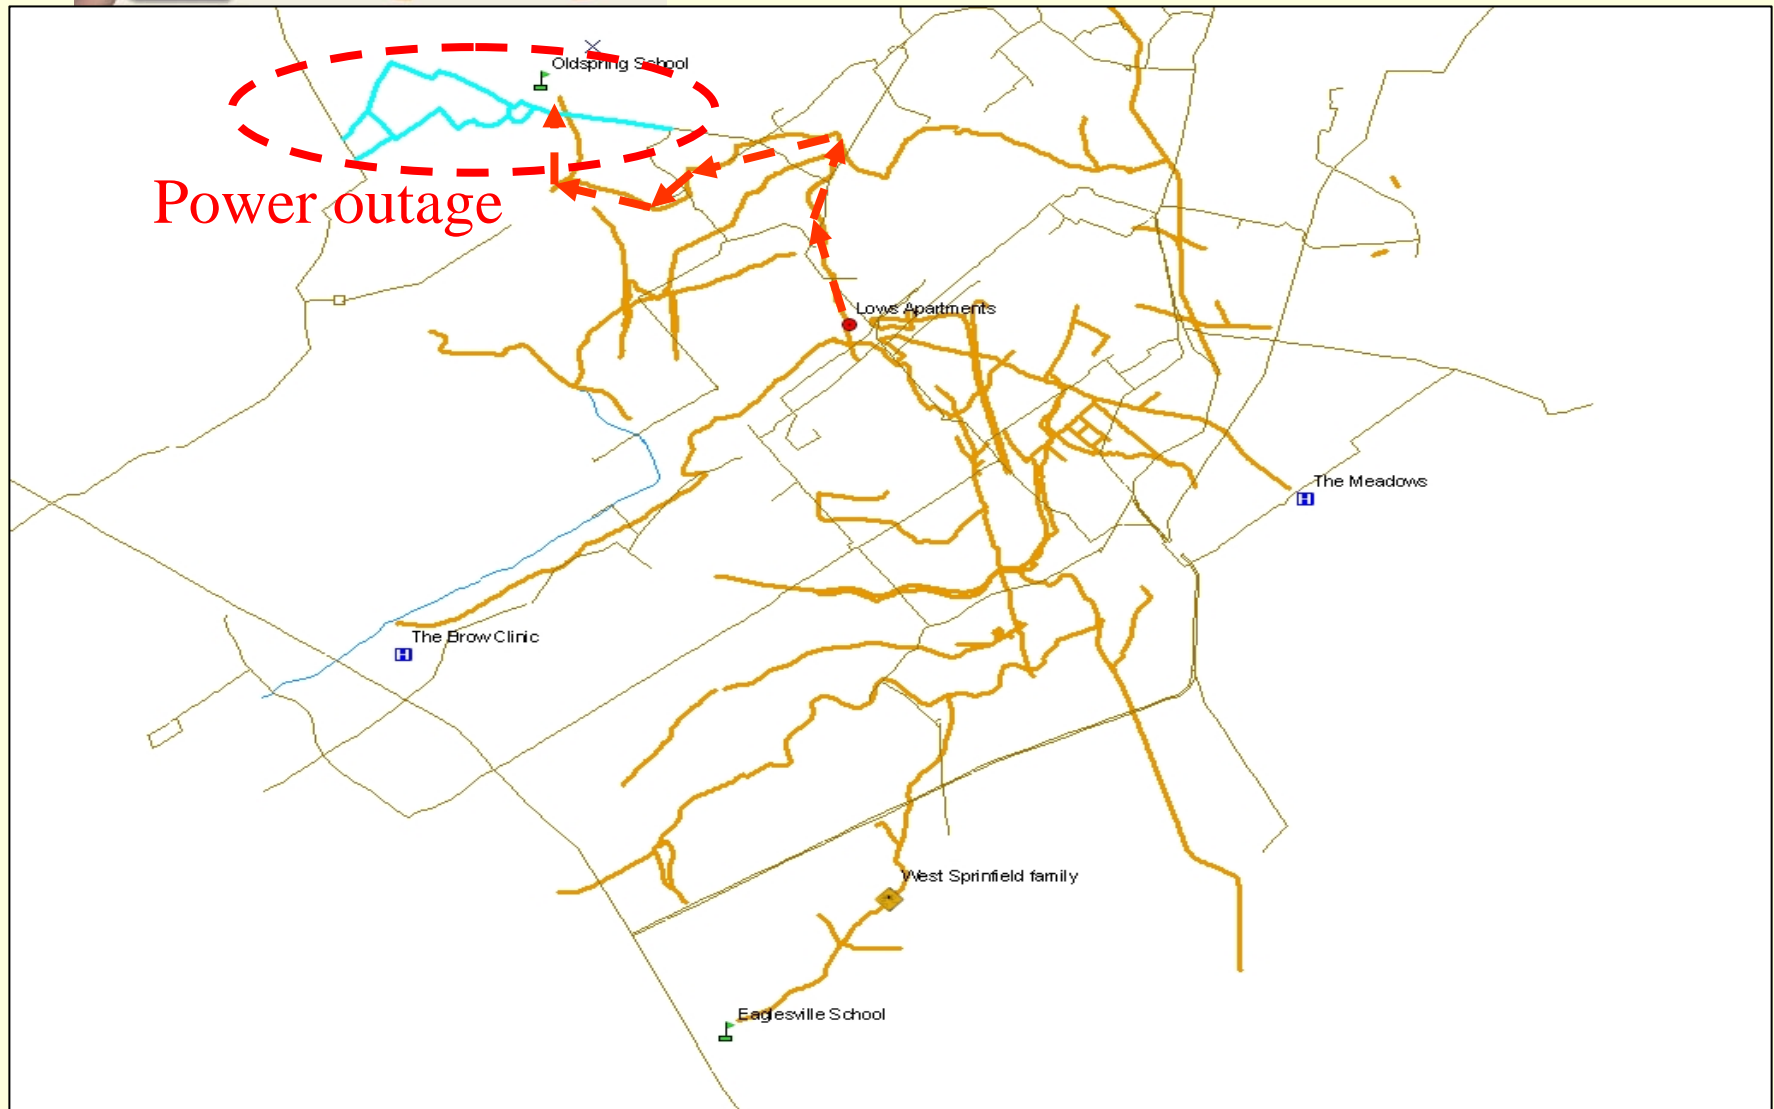 Oldspring School
Power outage
Lows Apartments
The Meadows
The Brow Clinic
West Sprinfield family
Eaglesville School